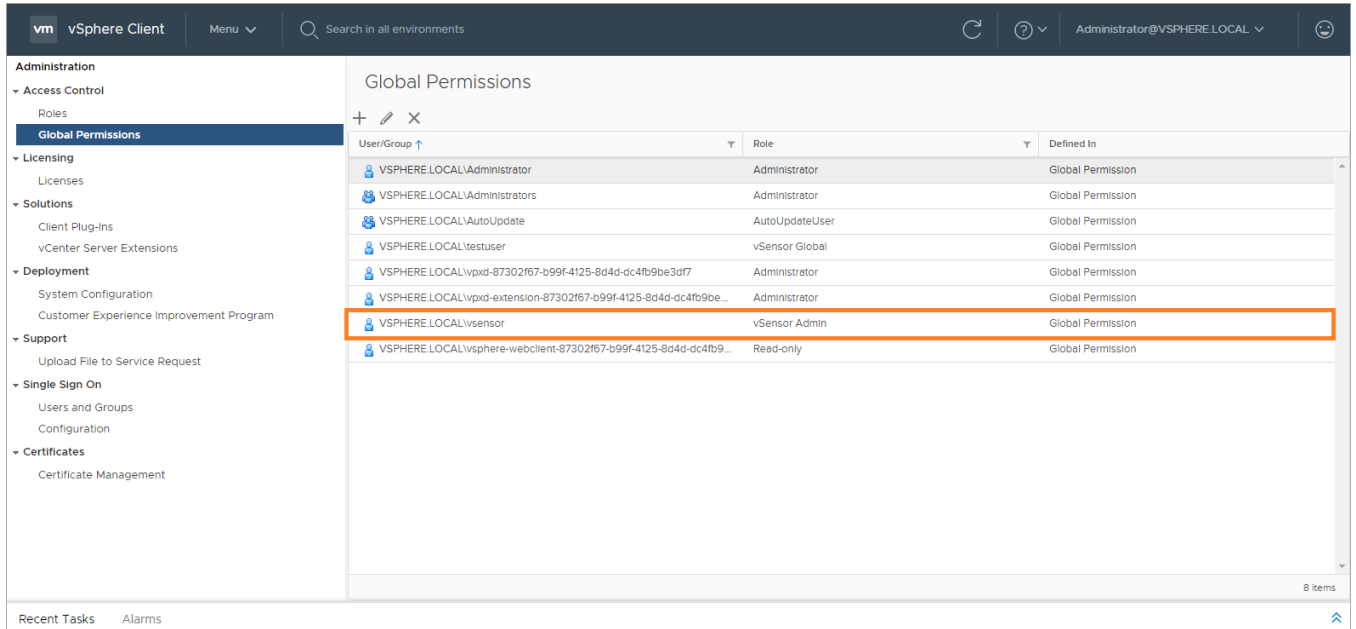 vm vSphere Client Menu Search in all environments Administrator@VSPHERE.LOCAL
Administration
Access Control
Roles
Global Permissions
Licensing
Licenses
Solutions
Client Plug-Ins
vCenter Server Extensions
Deployment
System Configuration
Customer Experience Improvement Program
Support
Upload File to Service Request
Single Sign On
Users and Groups
Configuration
Certificates
Certificate Management
Global Permissions
User/Group Role Defined In
VSPHERE.LOCAL\Administrator Administrator Global Permission
VSPHERE.LOCAL\Administrators Administrator Global Permission
VSPHERE.LOCAL\AutoUpdate AutoUpdateUser Global Permission
VSPHERE.LOCAL\testuser vSensor Global Global Permission
VSPHERE.LOCAL\vpxd-87302f67-b99f-4125-8d4d-dc4fb9be3df7 Administrator Global Permission
VSPHERE.LOCAL\vpxd-extension-87302f67-b99f-4125-8d4d-dc4fb9be... Administrator Global Permission
VSPHERE.LOCAL\vsensor vSensor Admin Global Permission
VSPHERE.LOCAL\vsphere-webclient-87302f67-b99f-4125-8d4d-dc4fb9... Read-only Global Permission
8 items
Recent Tasks Alarms